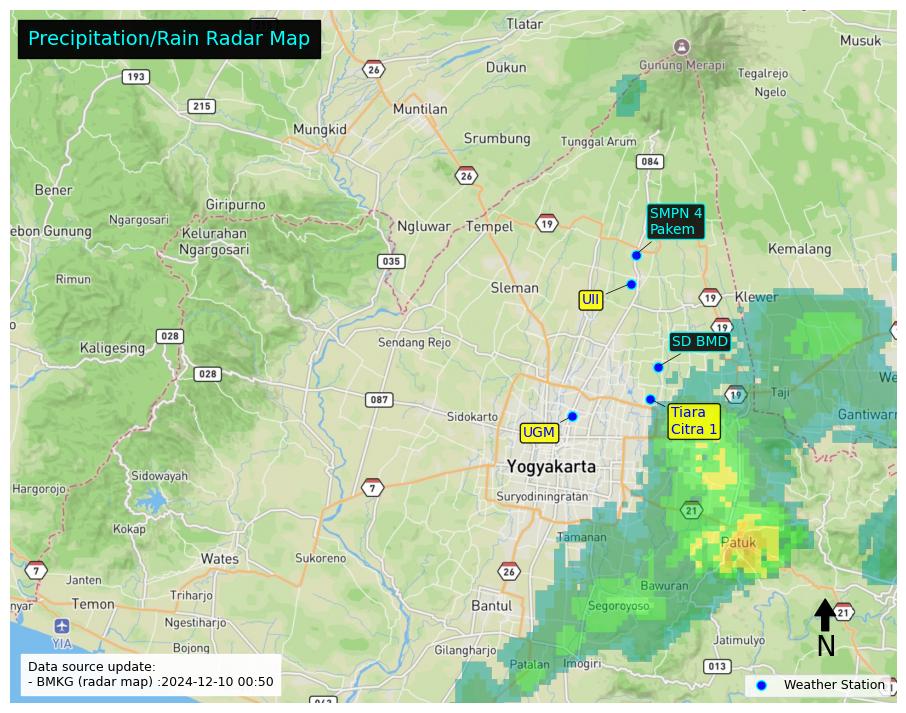 Precipitation/Rain Radar Map
Tlatar
Musuk
26
193
Dukun
Gunung Merapi
Tegalrejo
Ngelo
215
Muntilan
Mungkid
Srumbung
Tunggal Arum
084
26
Bener
Giripurno
SMPN 4
Pakem
Ngargosari
ebon Gunung
Kelurahan
Ngargosari
Ngluwar
Tempel
19
Kemalang
035
Rimun
Sleman
UII
19
Klewer
19
028
Kaligesing
Sendang Rejo
SD BMD
028
087
19
Taji
We
Sidokarto
Tiara
Citra 1
Gantiwarn
UGM
Yogyakarta
Sidowayah
Hargorojo
7
Suryodiningratan
21
Kokap
Tamanan
Patuk
Wates
Sukoreno
7
26
Janten
Bawuran
nyar
Temon
Triharjo
Bantul
Segoroyoso
21
N
Ngestiharjo
YIA
Bojong
Gilangharjo
Jatimulyo
Patalan
Imogiri
013
Data source update:
- BMKG (radar map) :2024-12-10 00:50
Weather Station